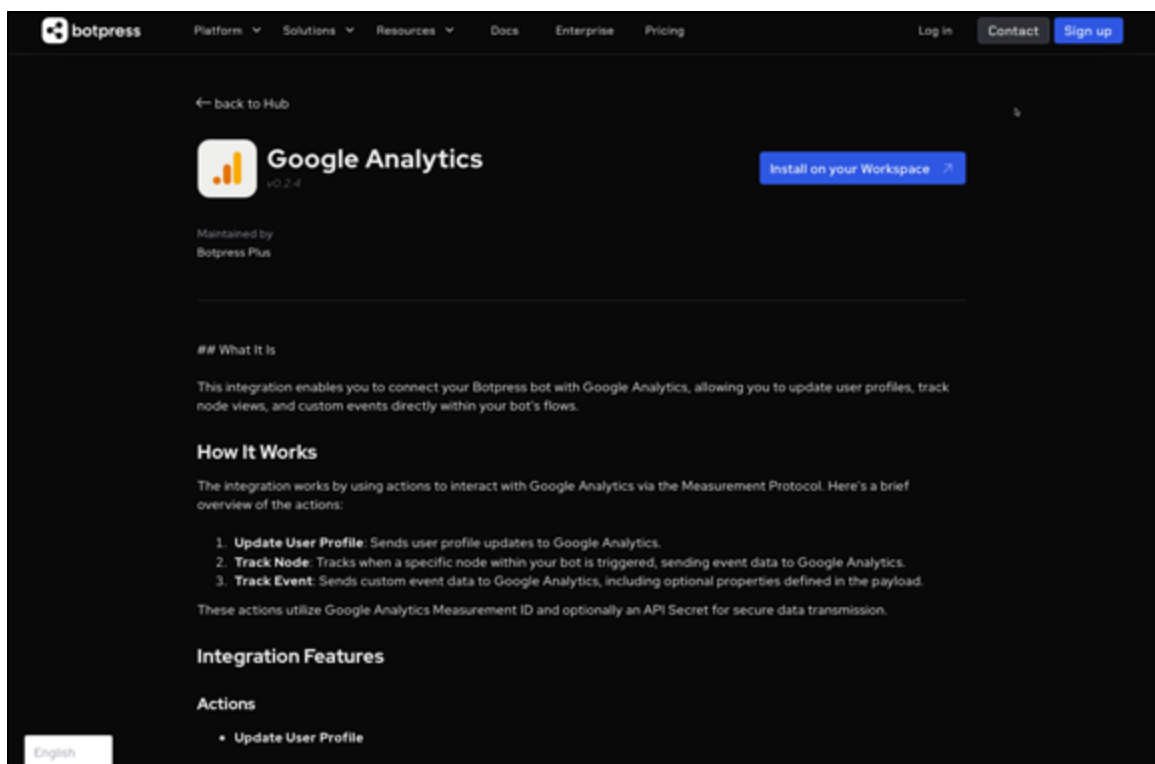 botpress
Platform
Solutions
Resources
Docs
Enterprise
Pricing
Log in
Contact
Sign up
← back to Hub
Google Analytics
v0.2.4
Install on your Workspace ↗
Maintained by
Botpress Plus
## What It Is
This integration enables you to connect your Botpress bot with Google Analytics, allowing you to update user profiles, track
node views, and custom events directly within your bot's flows.
How It Works
The integration works by using actions to interact with Google Analytics via the Measurement Protocol. Here's a brief
overview of the actions:
1. Update User Profile: Sends user profile updates to Google Analytics.
2. Track Node: Tracks when a specific node within your bot is triggered, sending event data to Google Analytics.
3. Track Event: Sends custom event data to Google Analytics, including optional properties defined in the payload.
These actions utilize Google Analytics Measurement ID and optionally an API Secret for secure data transmission.
Integration Features
Actions
• Update User Profile
English